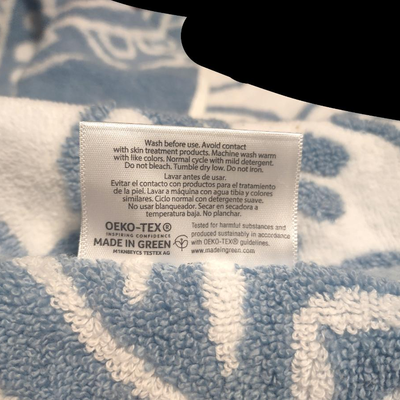 Wash before use. Avoid contact
with skin treatment products. Machine wash warm
with like colors. Normal cycle with mild detergent.
Do not bleach. Tumble dry low. Do not iron.
Lavar antes de usar.
Evitar el contacto con productos para el tratamiento
de la piel. Lavar a máquina con agua tibia y colores
similares. Ciclo normal con detergente suave.
No usar blanqueador. Secar en secadora a
temperatura baja. No planchar.
OEKO-TEX®
INSPIRING CONFIDENCE
MADE IN GREEN
MTANBEYCS TESTEX AG
Tested for harmful substances and
produced sustainably in accordance
with OEKO-TEX® guidelines.
www.madeingreen.com